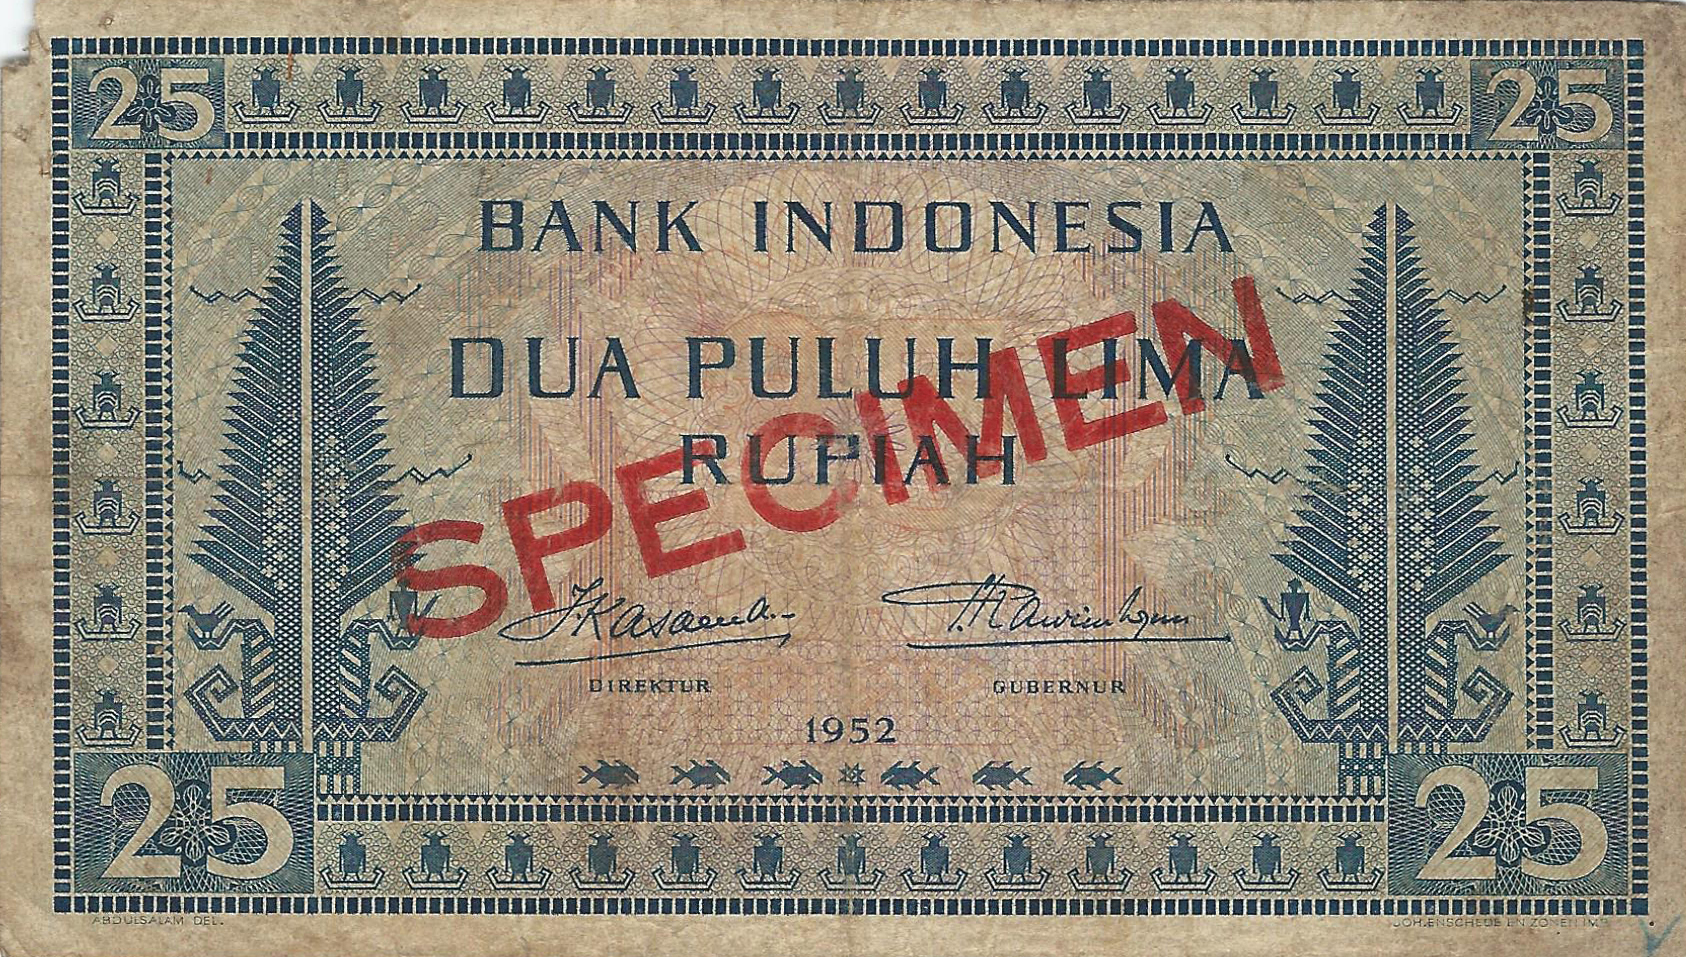 25 25
BANK INDONESIA
DUA PULUH LIMA
RUPIAH
SPECIMEN
DIREKTUR GUBERNUR
1952
25 25
ABDULSALAM DEL. JOH. ENSCHEDE EN ZONEN IMP.